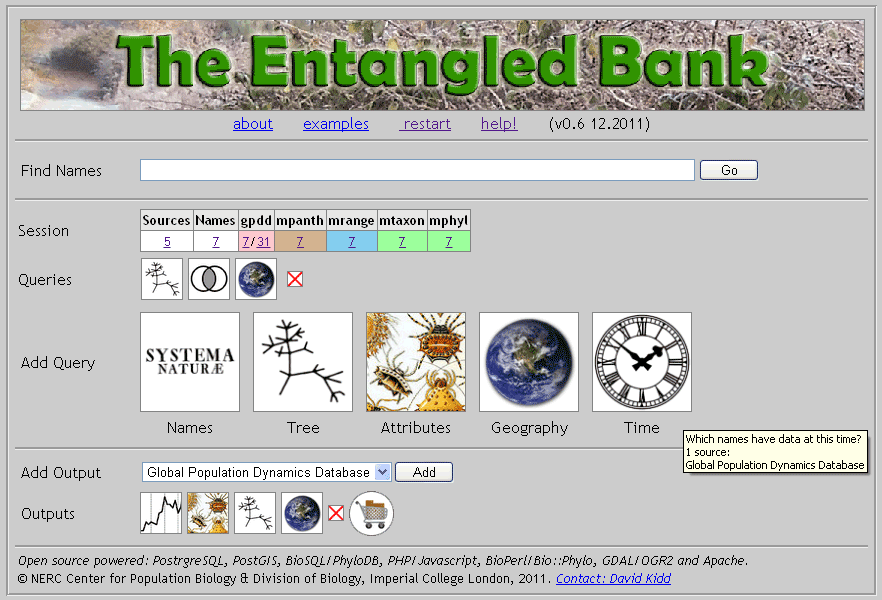 The Entangled Bank
about examples restart help! (v0.6 12.2011)
Find Names Go
Sources Names gpdd mpanth mrange mtaxon mphyl
Session
5 7 7/31 7 7 7 7
Queries
SYSTEMA
NATURÆ
Add Query
Names Tree Attributes Geography Time
Which names have data at this time?
1 source:
Global Population Dynamics Database
Add Output Global Population Dynamics Database Add
Outputs
Open source powered: PostrgreSQL, PostGIS, BioSQL/PhyloDB, PHP/Javascript, BioPerl/Bio::Phylo, GDAL/OGR2 and Apache.
© NERC Center for Population Biology & Division of Biology, Imperial College London, 2011. Contact: David Kidd